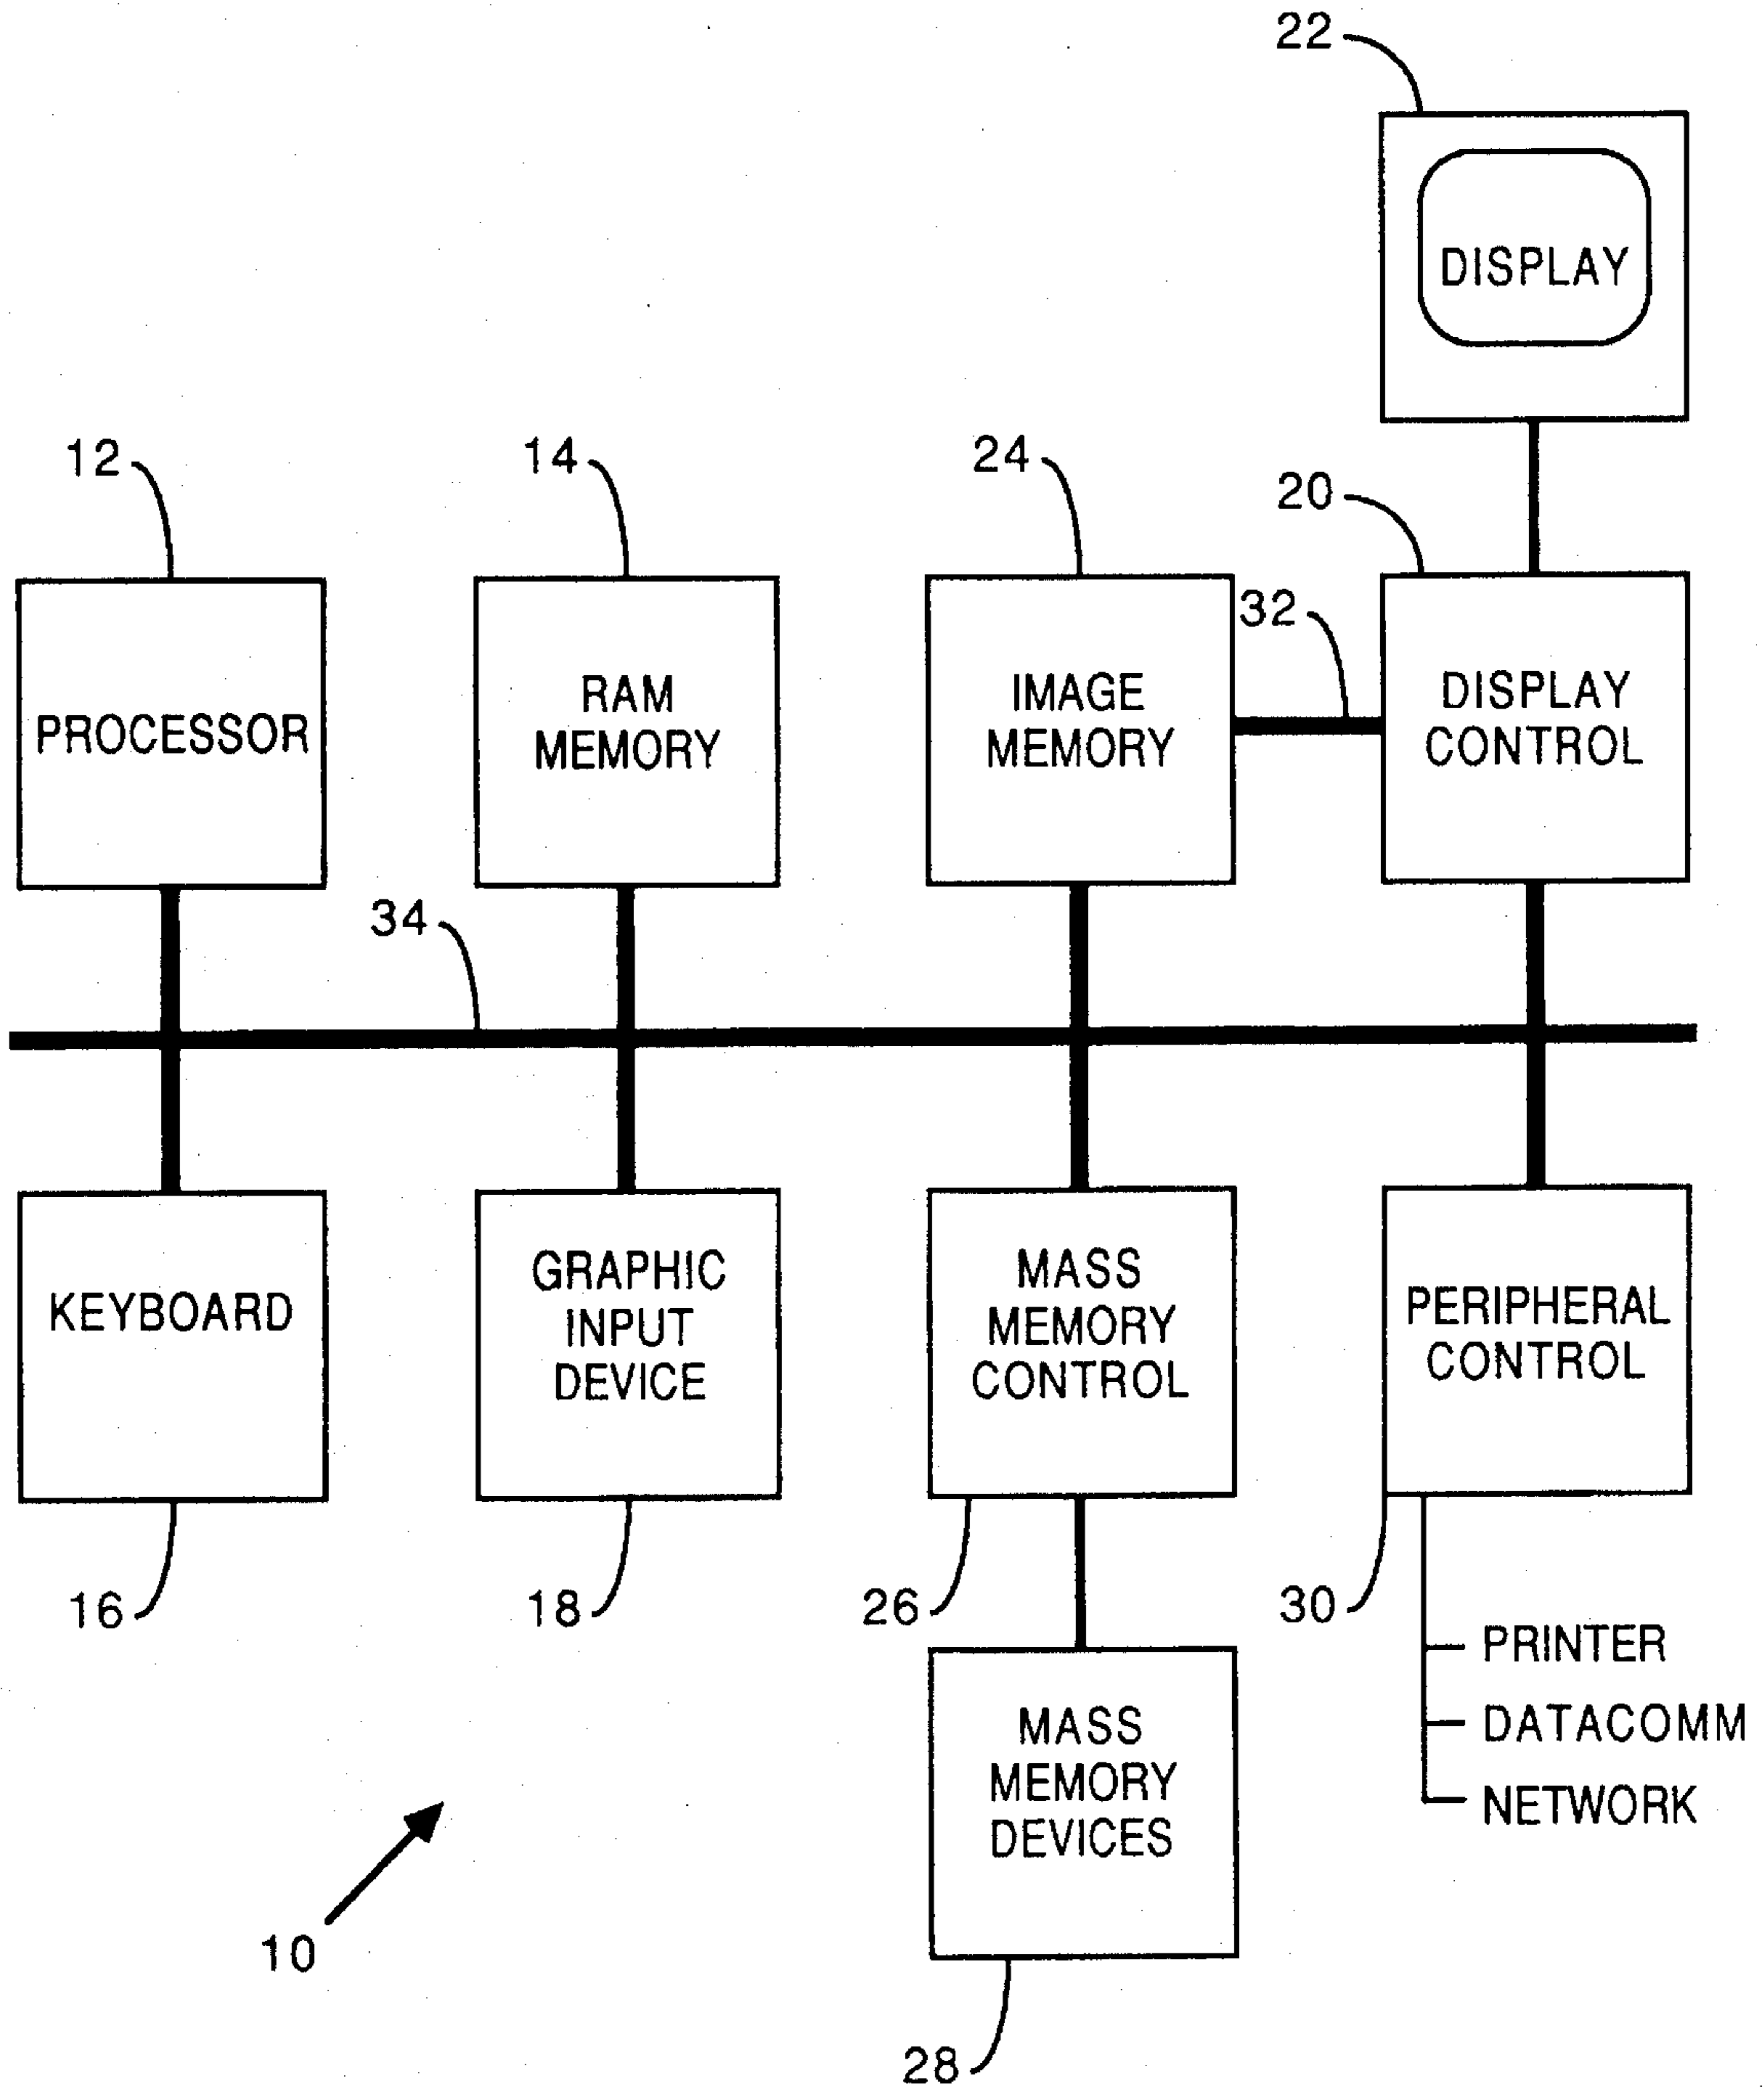 22
DISPLAY
12
14
24
20
32
PROCESSOR
RAM
MEMORY
IMAGE
MEMORY
DISPLAY
CONTROL
34
KEYBOARD
GRAPHIC
INPUT
DEVICE
MASS
MEMORY
CONTROL
PERIPHERAL
CONTROL
16
18
26
30
PRINTER
DATACOMM
NETWORK
MASS
MEMORY
DEVICES
10
28